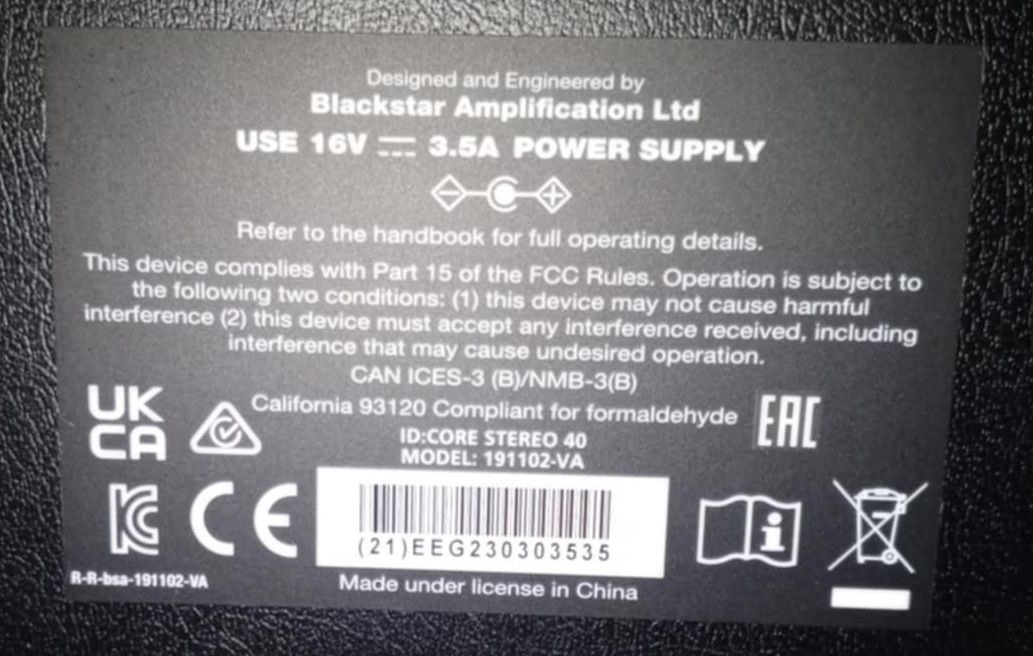 Designed and Engineered by
Blackstar Amplification Ltd
USE 16V ⎓ 3.5A POWER SUPPLY
Refer to the handbook for full operating details.
This device complies with Part 15 of the FCC Rules. Operation is subject to
the following two conditions: (1) this device may not cause harmful
interference (2) this device must accept any interference received, including
interference that may cause undesired operation.
CAN ICES-3 (B)/NMB-3(B)
California 93120 Compliant for formaldehyde
UK
CA
EAC
ID:CORE STEREO 40
MODEL: 191102-VA
KC
CE
(21)EEG230303535
R-R-bsa-191102-VA
Made under license in China